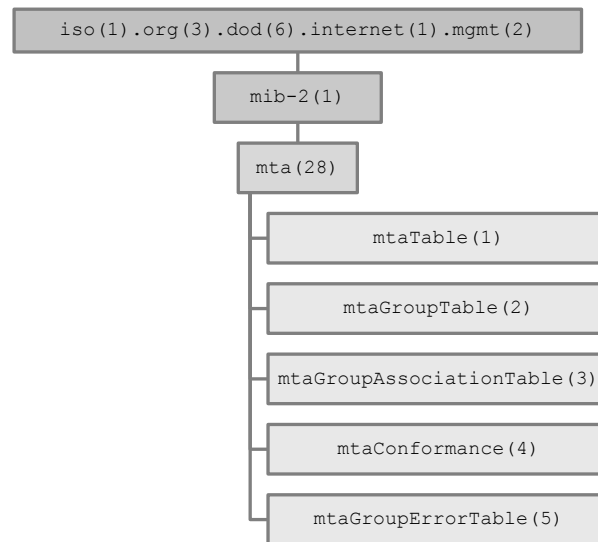 iso(1).org(3).dod(6).internet(1).mgmt(2)
mib-2(1)
mta(28)
mtaTable(1)
mtaGroupTable(2)
mtaGroupAssociationTable(3)
mtaConformance(4)
mtaGroupErrorTable(5)